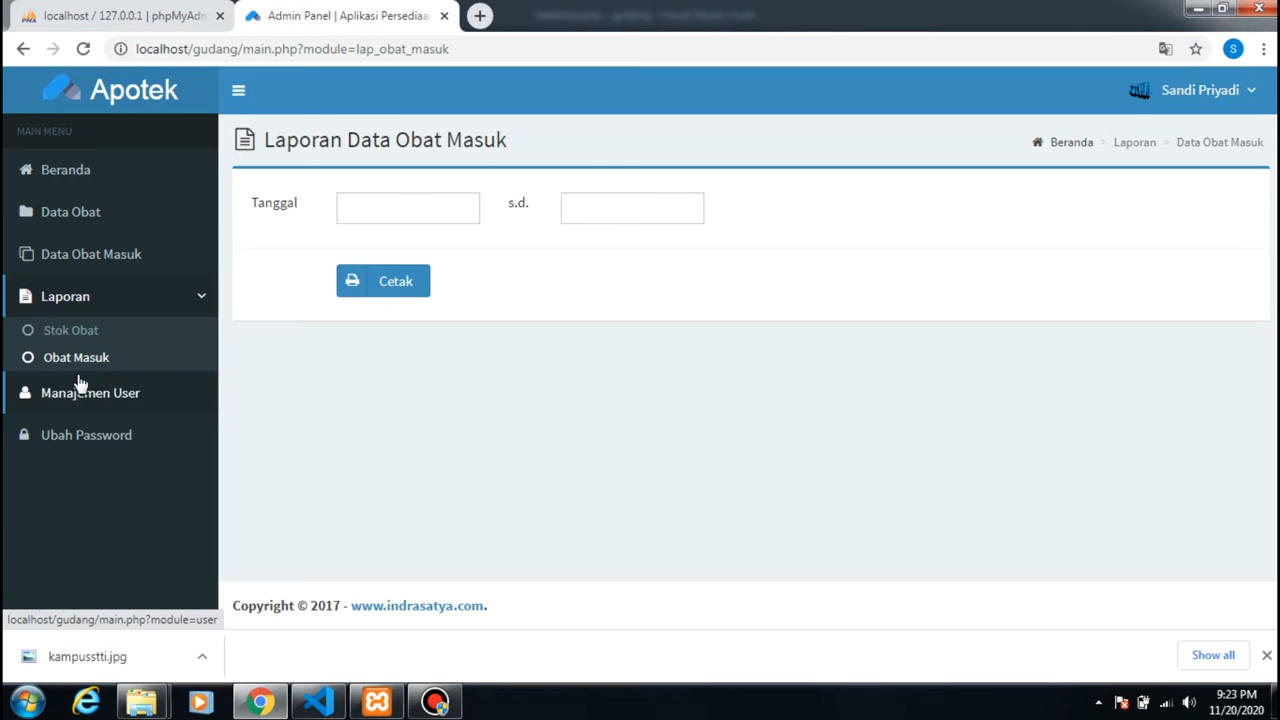 localhost / 127.0.0.1 | phpMyAdn
Admin Panel | Aplikasi Persediaa
localhost/gudang/main.php?module=lap_obat_masuk
S
Apotek
Sandi Priyadi
MAIN MENU
Laporan Data Obat Masuk
Beranda > Laporan > Data Obat Masuk
Beranda
Data Obat
Data Obat Masuk
Laporan
Stok Obat
Obat Masuk
Manajemen User
Ubah Password
Tanggal
s.d.
Cetak
Copyright © 2017 - www.indrasatya.com.
localhost/gudang/main.php?module=user
kampusstti.jpg
Show all
9:23 PM
11/20/2020